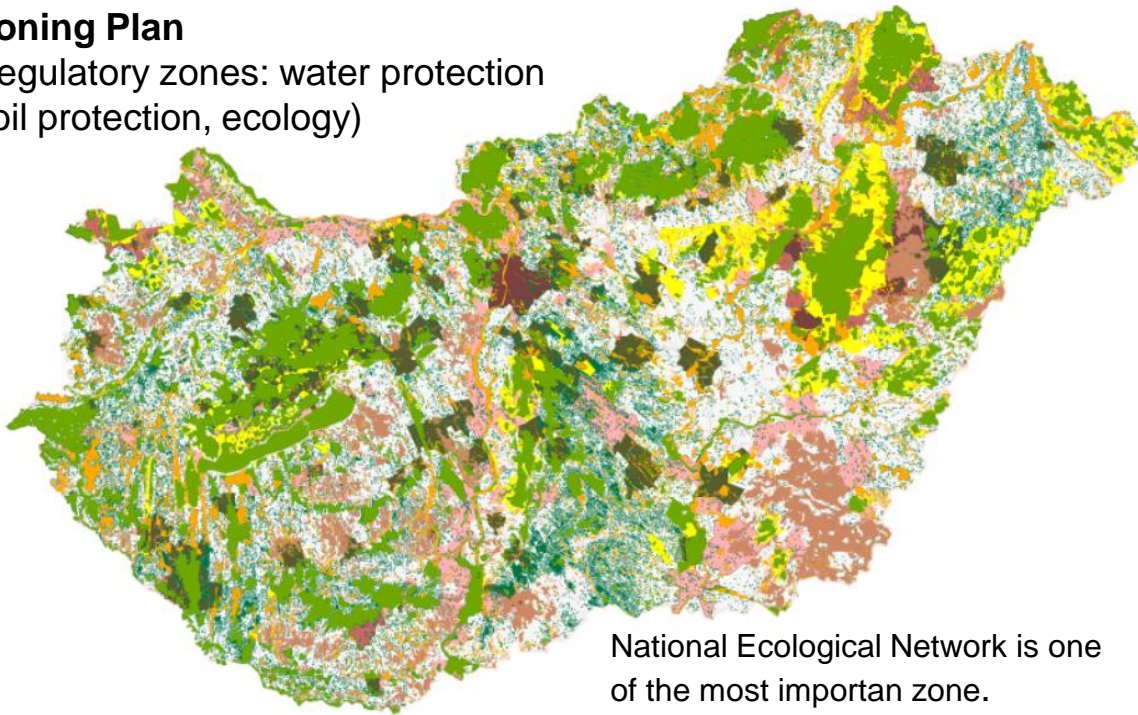 oning Plan
egulatory zones: water protection
oil protection, ecology)
National Ecological Network is one
of the most importan zone.